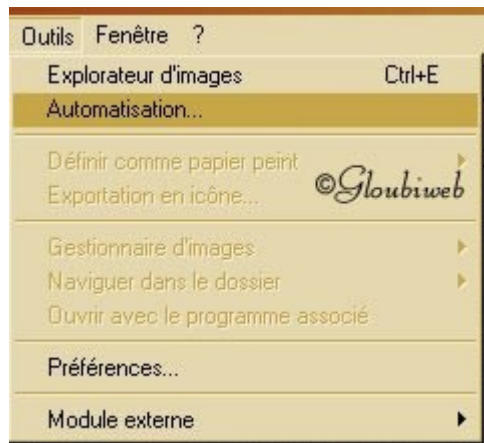 Outils Fenêtre ?
Explorateur d'images Ctrl+E
Automatisation...
Définir comme papier peint
Exportation en icône...
©Gloubiweb
Gestionnaire d'images
Naviguer dans le dossier
Ouvrir avec le programme associé
Préférences...
Module externe